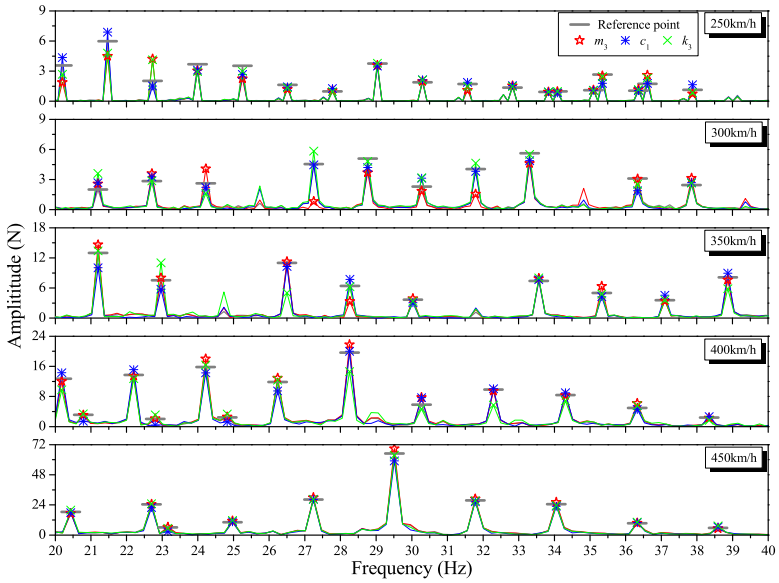 9
6
3
0
250km/h
Reference point
m3 c1 k3
9
6
3
0
300km/h
18
12
6
0
350km/h
24
16
8
0
400km/h
72
48
24
0
450km/h
Amplititude (N)
20 21 22 23 24 25 26 27 28 29 30 31 32 33 34 35 36 37 38 39 40
Frequency (Hz)